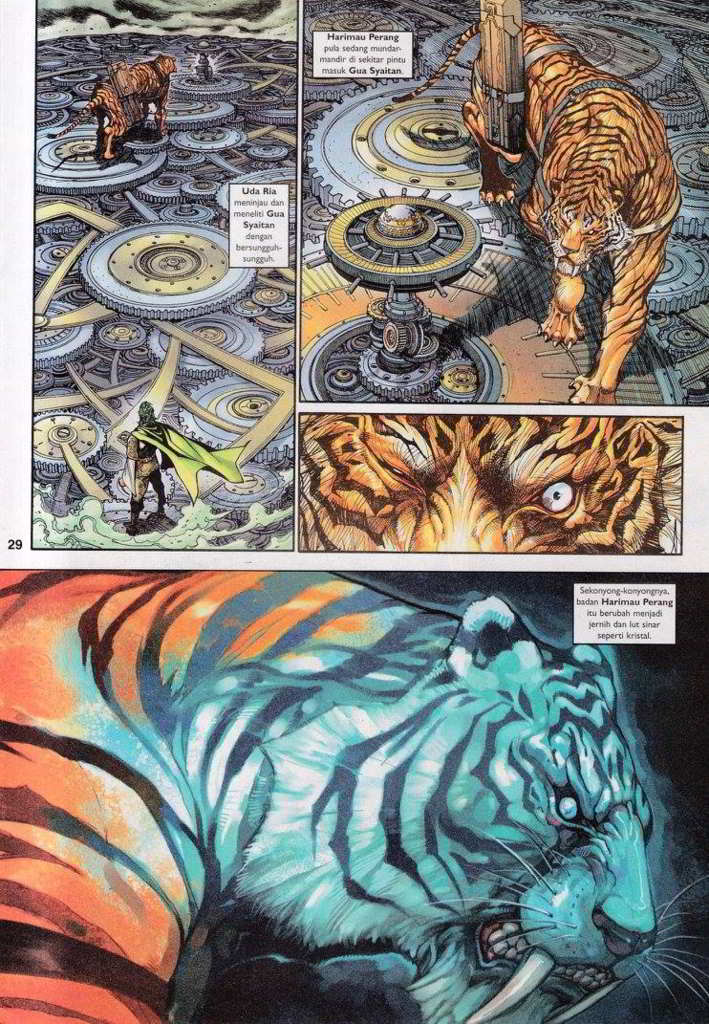 Uda Ria
meninjau dan
meneliti Gua
Syaitan
dengan
bersungguh-
sungguh.
Harimau Perang
pula sedang mundar-
mandir di sekitar pintu
masuk Gua Syaitan.
29
Sekonyong-konyongnya,
badan Harimau Perang
itu berubah menjadi
jernih dan lut sinar
seperti kristal.